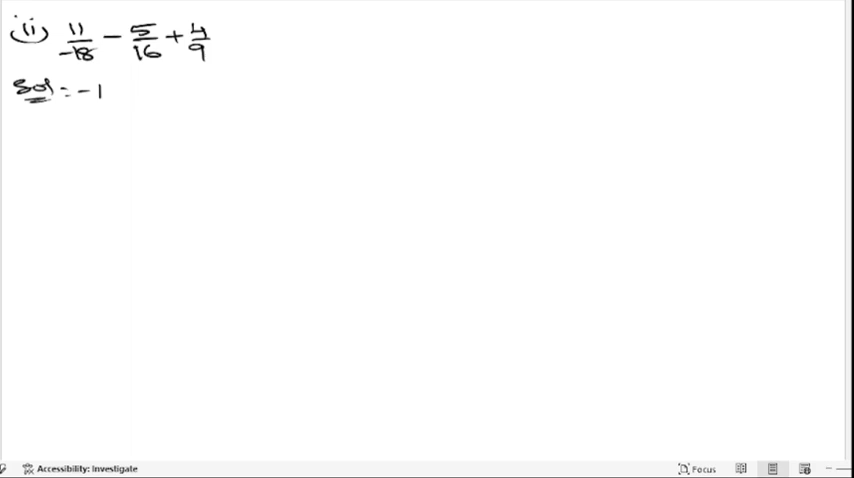 (ii) 11/-18 - 5/16 + 4/9
Sol: -1
Accessibility: Investigate
Focus